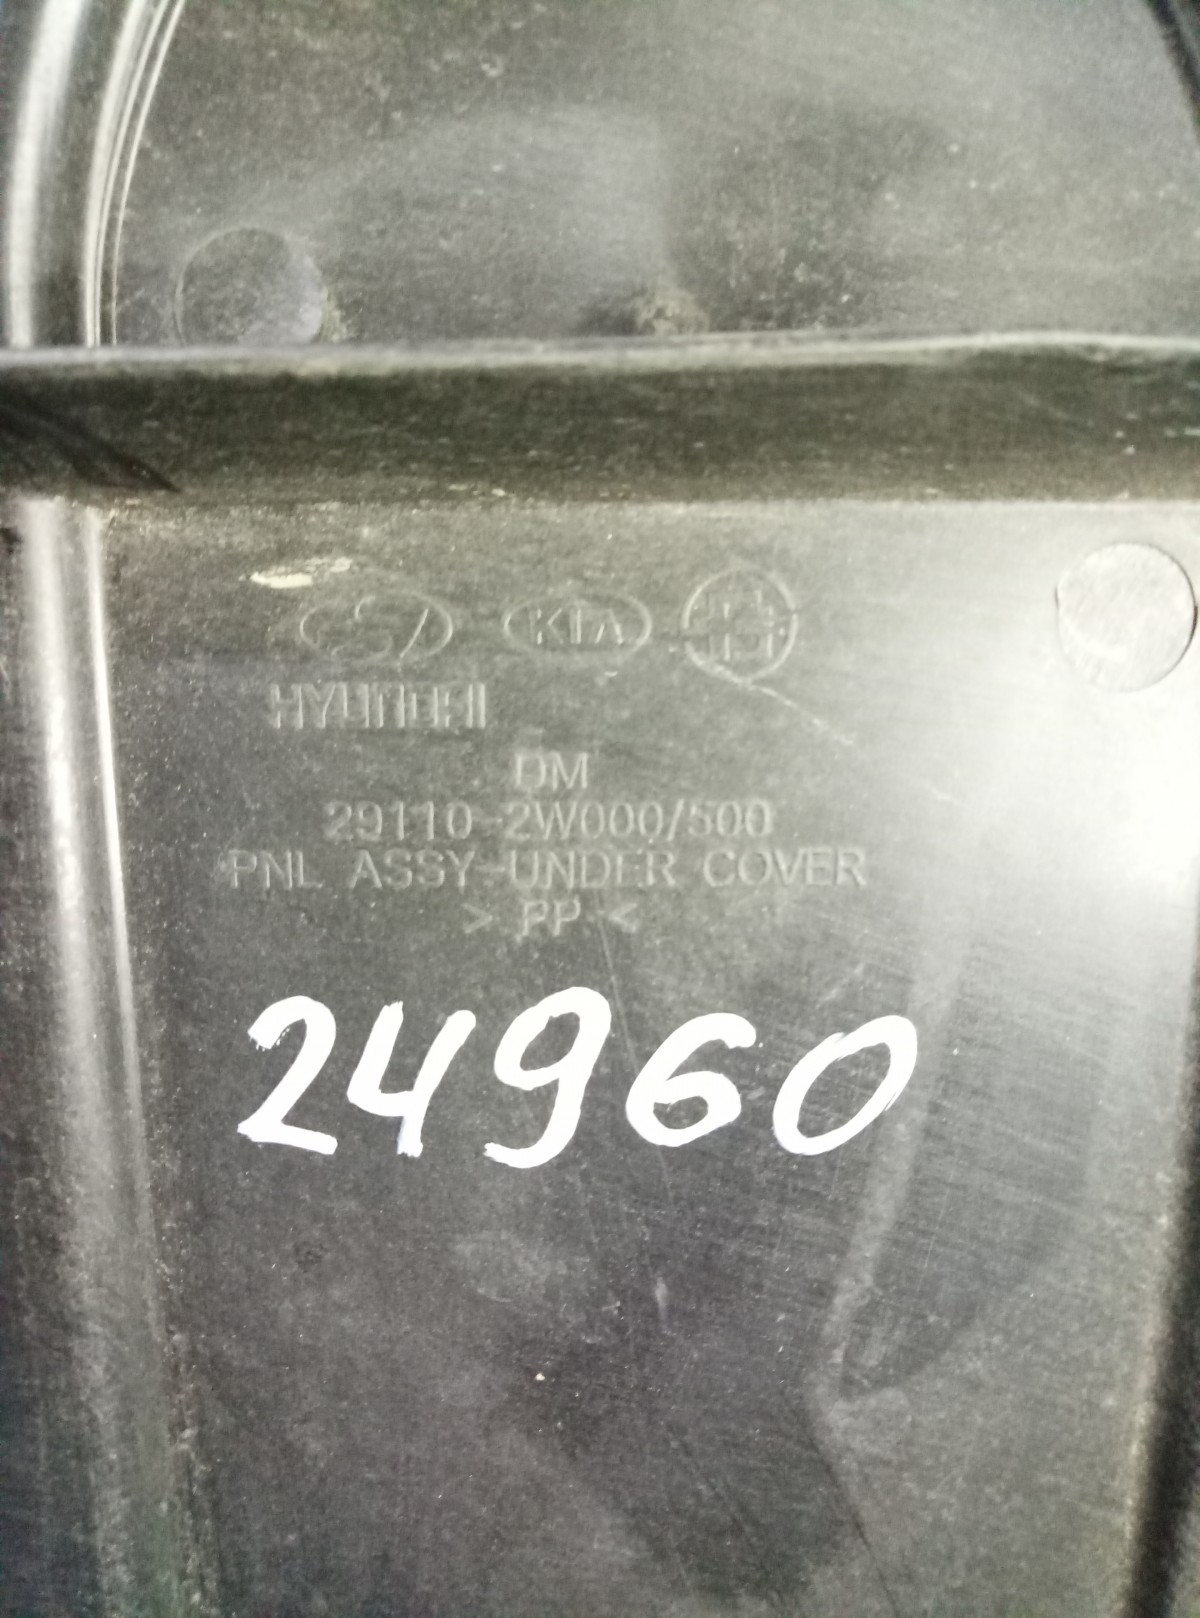 KIA
HYUNDAI
DM
29110-2W000/500
PNL ASSY-UNDER COVER
> PP <
24960